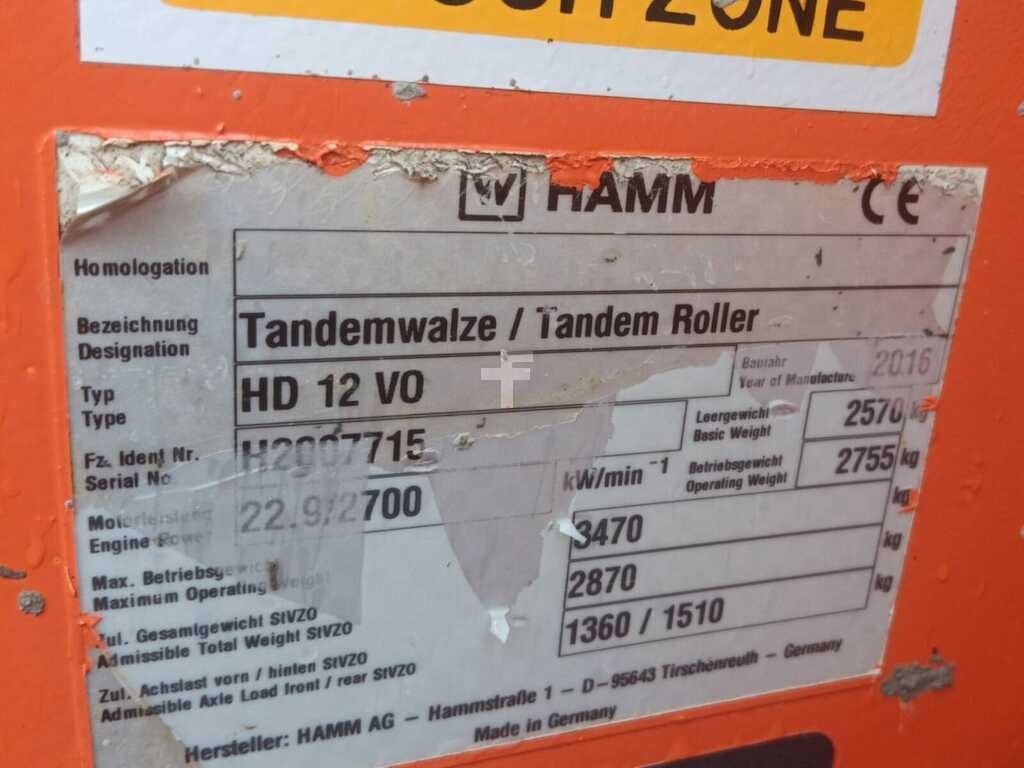 ZONE
HAMM CE
Homologation
Bezeichnung
Designation
Tandemwalze / Tandem Roller
Typ
Type
HD 12 VO
Baujahr
Year of Manufacture
2016
Fz. Ident Nr.
Serial No
H2007715
Leergewicht
Basic Weight
2570 kg
Motorleistung
Engine Power
22.9/2700
kW/min -1
Betriebsgewicht
Operating Weight
2755 kg
Max. Betriebsgewicht
Maximum Operating Weight
3470 kg
Zul. Gesamtgewicht StVZO
Admissible Total Weight StVZO
2870 kg
Zul. Achslast vorn / hinten StVZO
Admissible Axle Load front / rear StVZO
1360 / 1510 kg
Hersteller: HAMM AG – Hammstraße 1 – D–95643 Tirschenreuth – Germany
Made in Germany